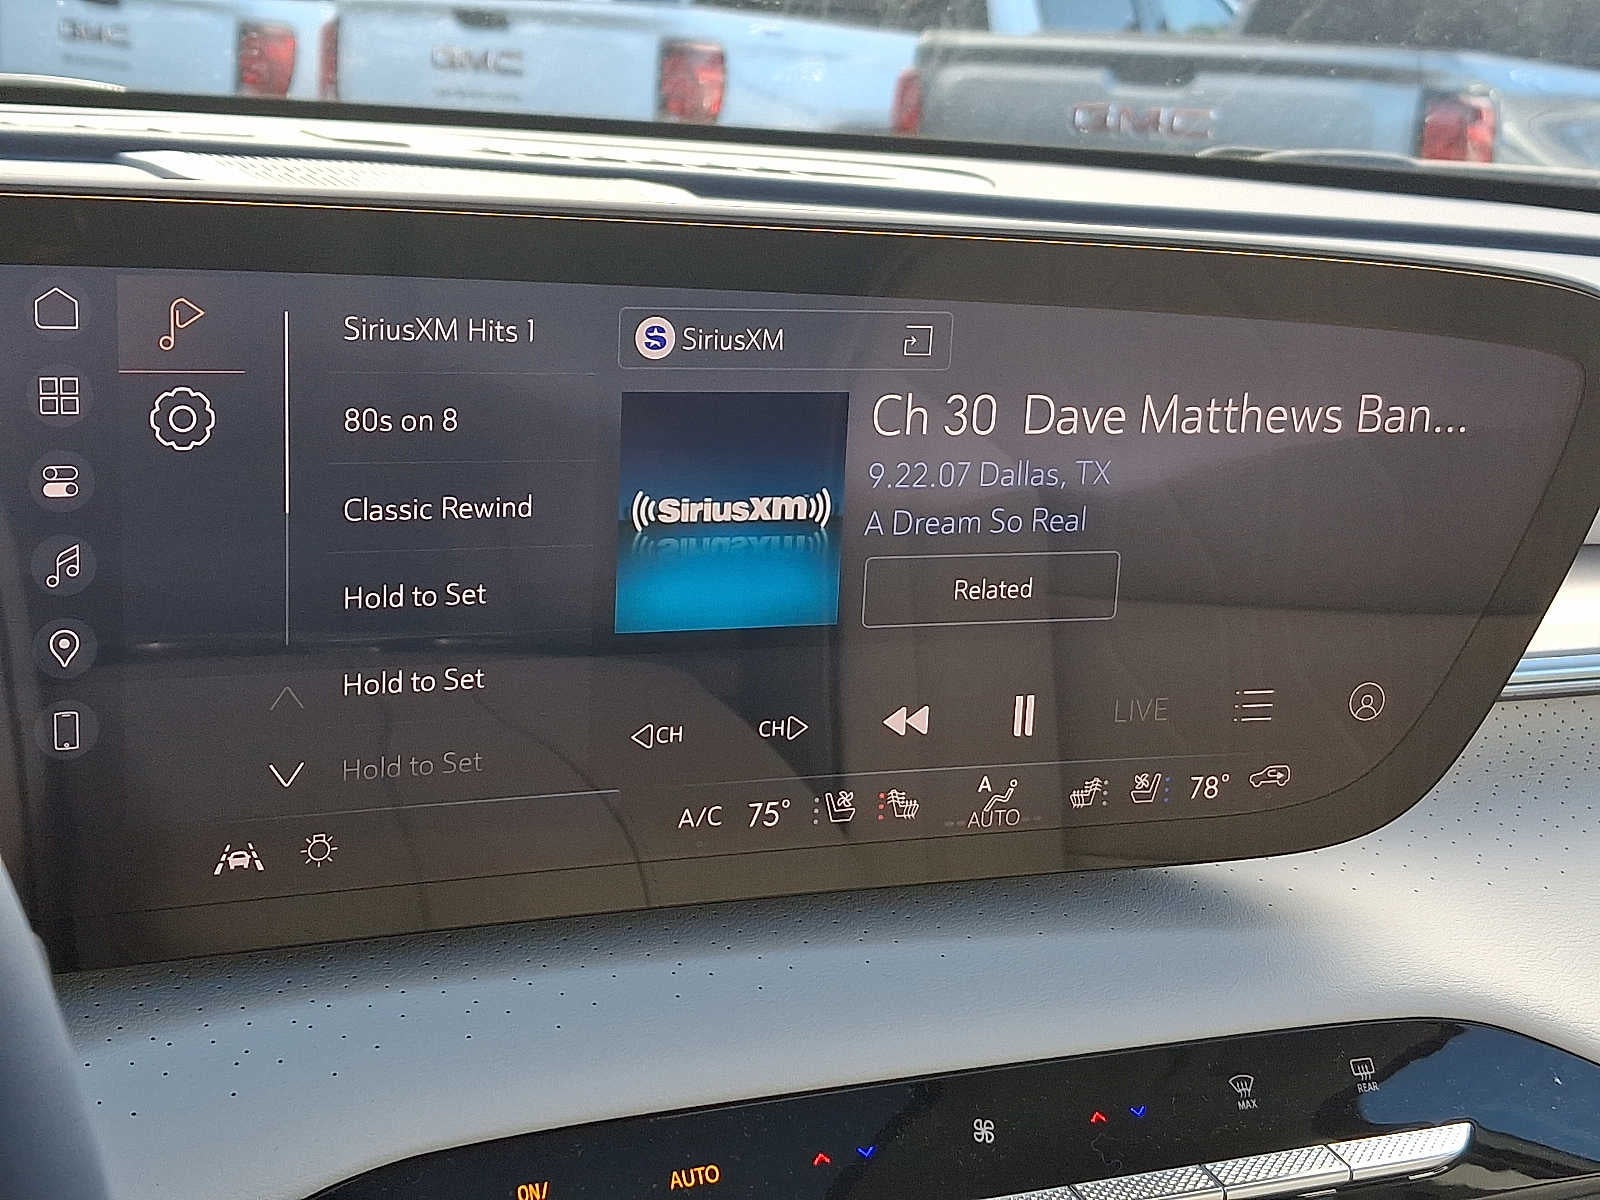 GMC
GMC
GMC
SiriusXM Hits 1
80s on 8
Classic Rewind
Hold to Set
Hold to Set
Hold to Set
SiriusXM
((SiriusXM))
Ch 30 Dave Matthews Ban...
9.22.07 Dallas, TX
A Dream So Real
Related
CH
CH
LIVE
A/C 75°
A
AUTO
78°
ON/
AUTO
MAX
REAR